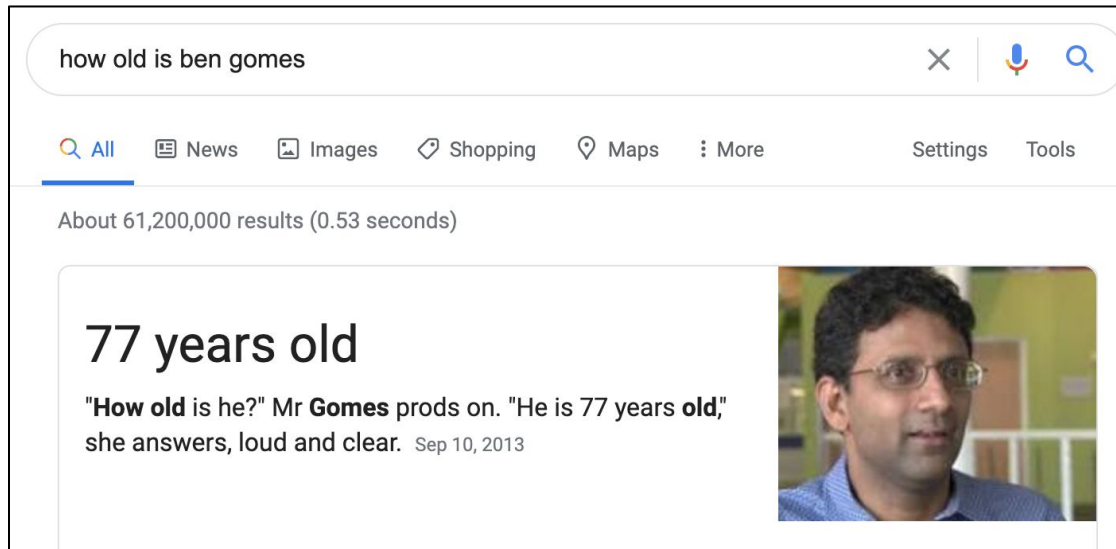 how old is ben gomes
All News Images Shopping Maps More Settings Tools
About 61,200,000 results (0.53 seconds)
77 years old
"How old is he?" Mr Gomes prods on. "He is 77 years old,"
she answers, loud and clear. Sep 10, 2013